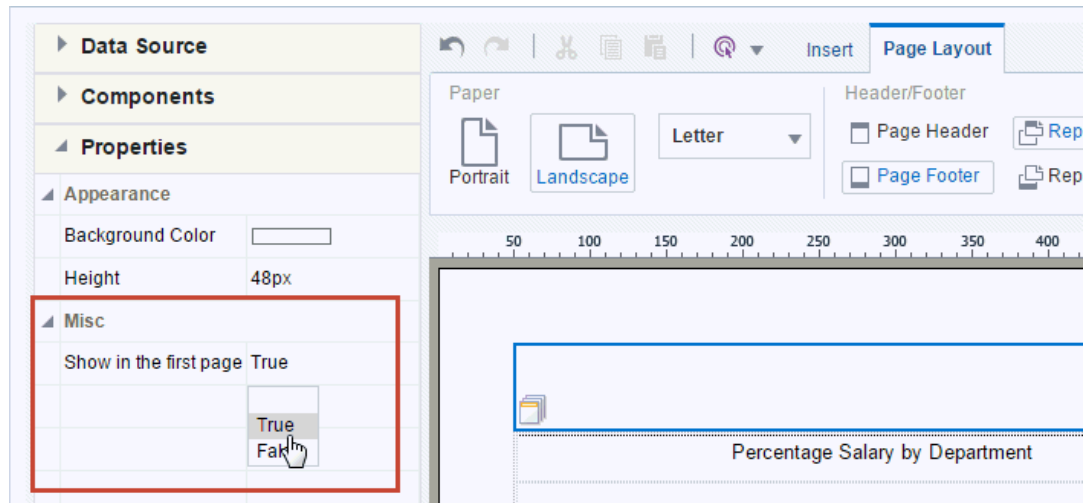 Data Source
Components
Properties
Appearance
Background Color
Height 48px
Misc
Show in the first page True
True
Insert Page Layout
Paper
Portrait
Landscape
Letter
Header/Footer
Page Header
Page Footer
50 100 150 200 250 300 350 400
Percentage Salary by Department